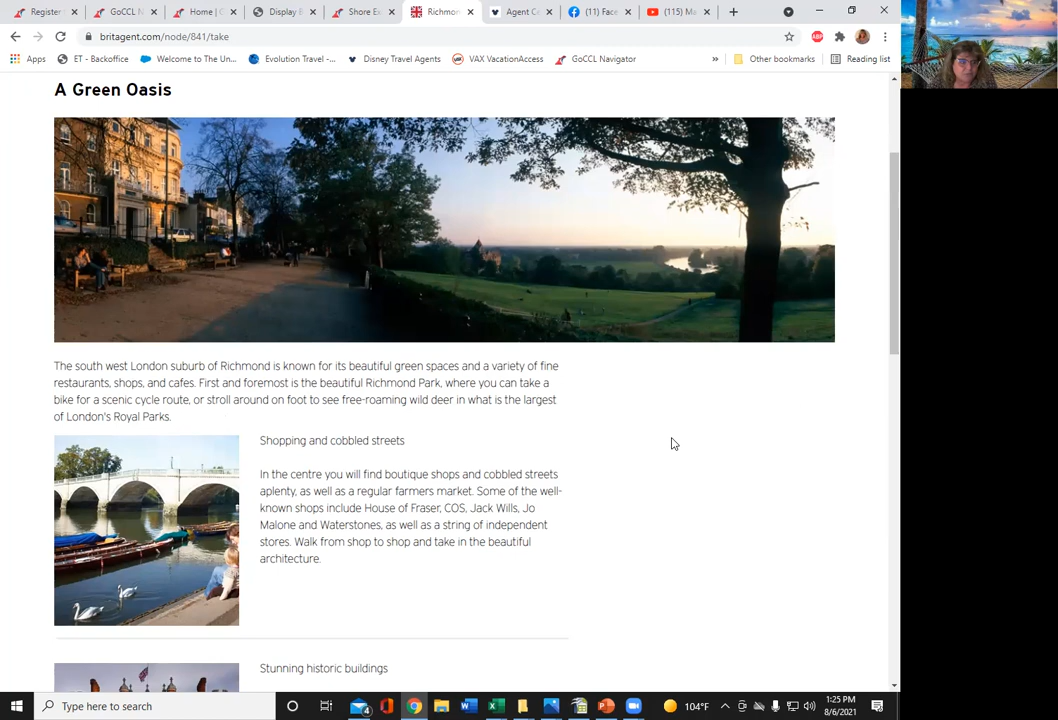 Register
GoCCL N
Home | G
Display B
Shore Ex
Richmon
Agent Ce
(11) Face
(115) Ma
britagent.com/node/841/take
Apps
ET - Backoffice
Welcome to The Un...
Evolution Travel -...
Disney Travel Agents
VAX VacationAccess
GoCCL Navigator
»
Other bookmarks
Reading list
A Green Oasis
The south west London suburb of Richmond is known for its beautiful green spaces and a variety of fine
restaurants, shops, and cafes. First and foremost is the beautiful Richmond Park, where you can take a
bike for a scenic cycle route, or stroll around on foot to see free-roaming wild deer in what is the largest
of London's Royal Parks.
Shopping and cobbled streets
In the centre you will find boutique shops and cobbled streets
aplenty, as well as a regular farmers market. Some of the well-
known shops include House of Fraser, COS, Jack Wills, Jo
Malone and Waterstones, as well as a string of independent
stores. Walk from shop to shop and take in the beautiful
architecture.
Stunning historic buildings
Type here to search
104°F
1:25 PM
8/6/2021